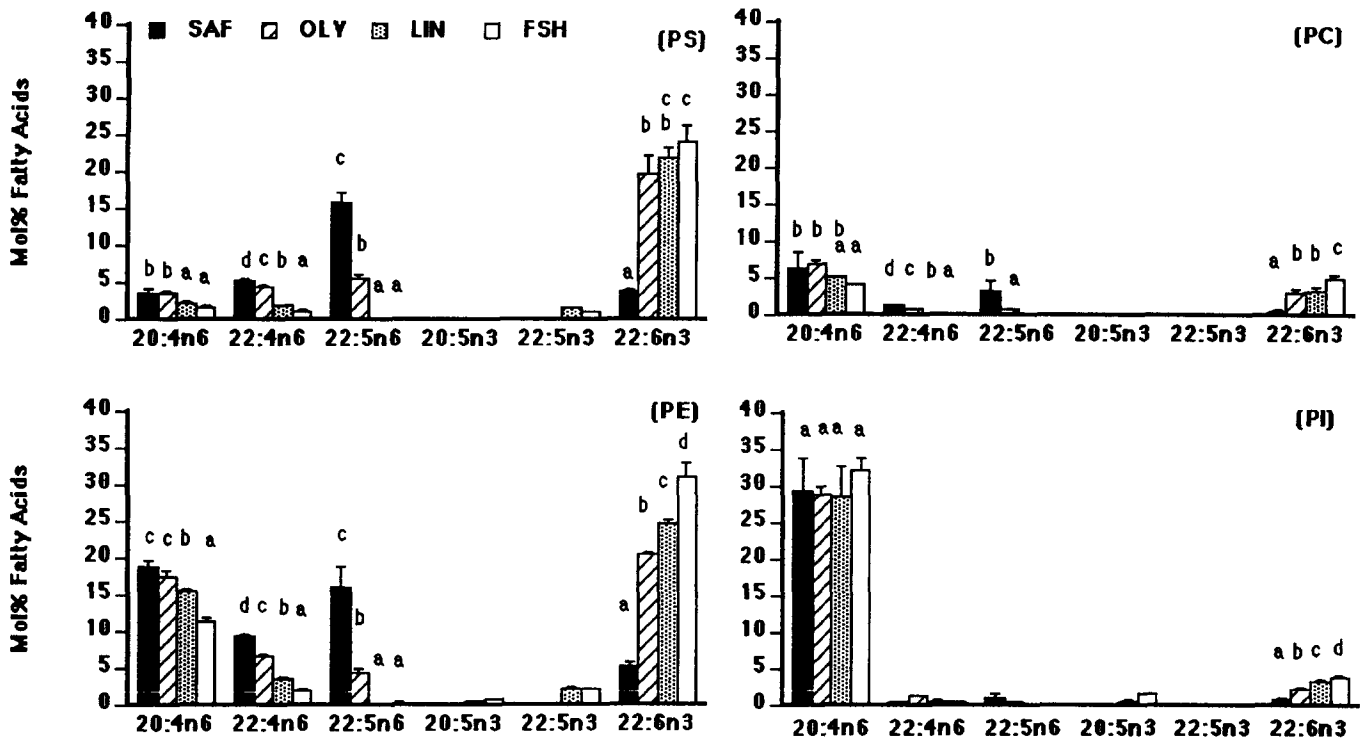 Mol% Fatty Acids
40
35
30
25
20
15
10
5
0
SAF OLY LIN FSH
(PS)
c c
b b
c
b
a
d c b a
b b a a
a a
20:4n6 22:4n6 22:5n6 20:5n3 22:5n3 22:6n3
40
35
30
25
20
15
10
5
0
(PC)
b b b
a a
d c b a
b
a
a b b c
20:4n6 22:4n6 22:5n6 20:5n3 22:5n3 22:6n3
Mol% Fatty Acids
40
35
30
25
20
15
10
5
0
(PE)
c c b a
d c b a
c
b
a a
a
b
c
d
20:4n6 22:4n6 22:5n6 20:5n3 22:5n3 22:6n3
40
35
30
25
20
15
10
5
0
(PI)
a a a a
a b c d
20:4n6 22:4n6 22:5n6 20:5n3 22:5n3 22:6n3